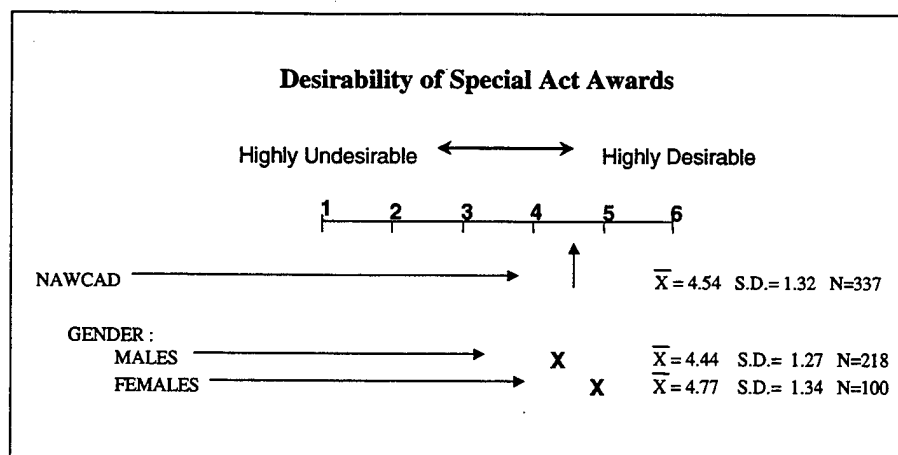 Desirability of Special Act Awards
Highly Undesirable Highly Desirable
1 2 3 4 5 6
NAWCAD X̅ = 4.54 S.D.= 1.32 N=337
GENDER :
MALES X X̅ = 4.44 S.D.= 1.27 N=218
FEMALES X X̅ = 4.77 S.D.= 1.34 N=100